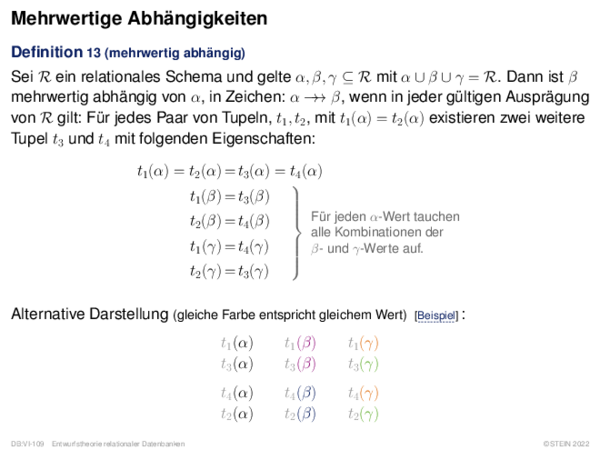 Mehrwertige Abhängigkeiten
Definition 13 (mehrwertig abhängig)
Sei ℛ ein relationales Schema und gelte α, β, γ ⊆ ℛ mit α ∪ β ∪ γ = ℛ. Dann ist β
mehrwertig abhängig von α, in Zeichen: α →→ β, wenn in jeder gültigen Ausprägung
von ℛ gilt: Für jedes Paar von Tupeln, t₁, t₂, mit t₁(α) = t₂(α) existieren zwei weitere
Tupel t₃ und t₄ mit folgenden Eigenschaften:
t₁(α) = t₂(α) = t₃(α) = t₄(α)
t₁(β) = t₃(β)
t₂(β) = t₄(β)
t₁(γ) = t₄(γ)
t₂(γ) = t₃(γ)
Für jeden α-Wert tauchen
alle Kombinationen der
β- und γ-Werte auf.
Alternative Darstellung (gleiche Farbe entspricht gleichem Wert) [Beispiel] :
t₁(α) t₁(β) t₁(γ)
t₃(α) t₃(β) t₃(γ)
t₄(α) t₄(β) t₄(γ)
t₂(α) t₂(β) t₂(γ)
DB:VI-109 Entwurfstheorie relationaler Datenbanken ©STEIN 2022